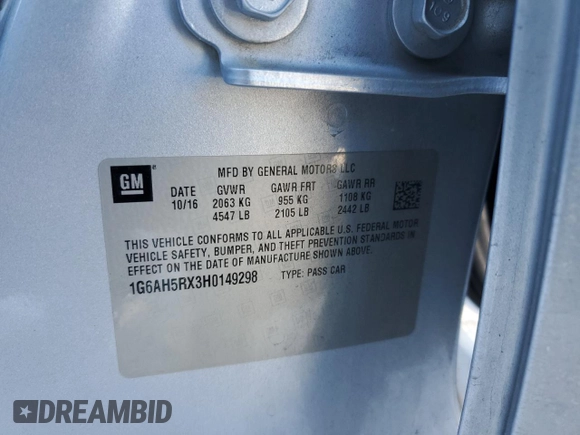 GM
MFD BY GENERAL MOTORS LLC
DATE GVWR GAWR FRT GAWR RR
10/16 2063 KG 955 KG 1108 KG
4547 LB 2105 LB 2442 LB
THIS VEHICLE CONFORMS TO ALL APPLICABLE U.S. FEDERAL MOTOR
VEHICLE SAFETY, BUMPER, AND THEFT PREVENTION STANDARDS IN
EFFECT ON THE DATE OF MANUFACTURE SHOWN ABOVE.
1G6AH5RX3H0149298 TYPE: PASS CAR
DREAMBID